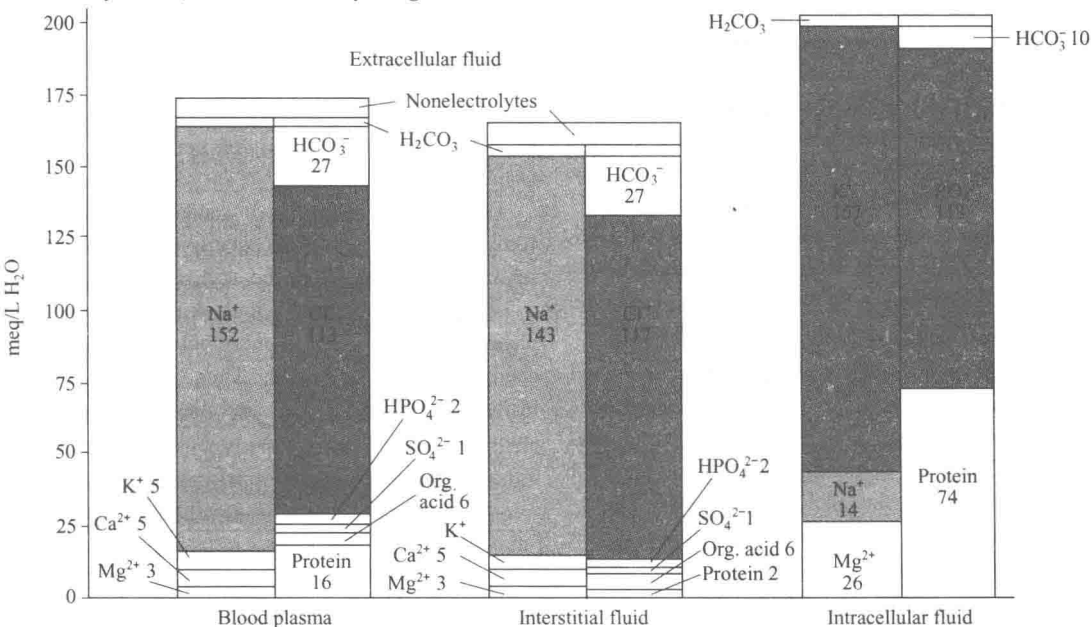 200
175
150
125
100
75
50
25
0
meq/L H₂O
Extracellular fluid
Nonelectrolytes
H₂CO₃
HCO₃⁻
27
Na⁺
152
113
HPO₄²⁻ 2
SO₄²⁻ 1
Org.
acid 6
K⁺ 5
Ca²⁺ 5
Mg²⁺ 3
Protein
16
Blood plasma
HCO₃⁻
27
Na⁺
143
117
K⁺
Ca²⁺ 5
Mg²⁺ 3
HPO₄²⁻2
SO₄²⁻1
Org. acid 6
Protein 2
Interstitial fluid
H₂CO₃
HCO₃⁻ 10
157
Na⁺
14
Mg²⁺
26
Protein
74
Intracellular fluid